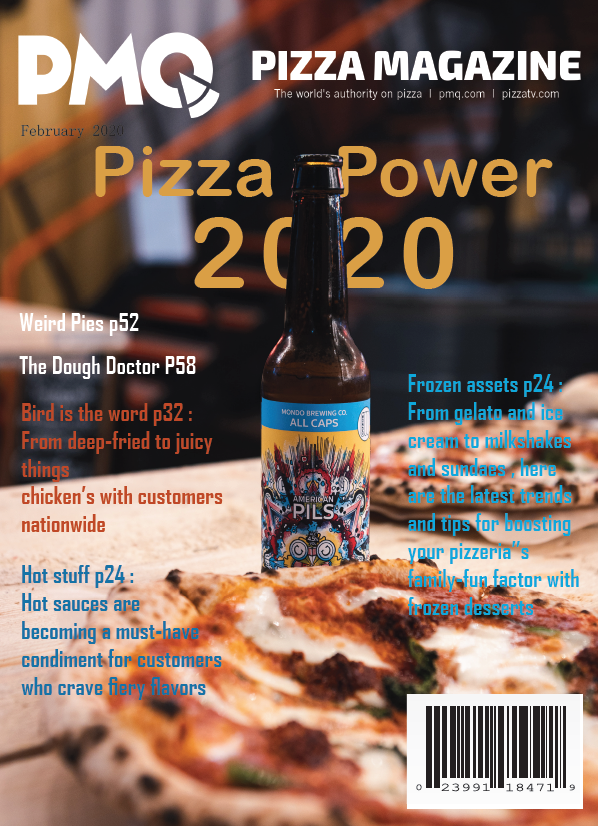 PMQ PIZZA MAGAZINE
The world's authority on pizza | pmq.com | pizzatv.com
February 2020
Pizza Power
2020
Weird Pies p52
The Dough Doctor P58
Bird is the word p32 :
From deep-fried to juicy
things
chicken's with customers
nationwide
Hot stuff p24 :
Hot sauces are
becoming a must-have
condiment for customers
who crave fiery flavors
MONDO BREWING CO.
ALL CAPS
AMERICAN
PILS
Frozen assets p24 :
From gelato and ice
cream to milkshakes
and sundaes , here
are the latest trends
and tips for boosting
your pizzeria''s
family-fun factor with
frozen desserts
0 23991 18471 9